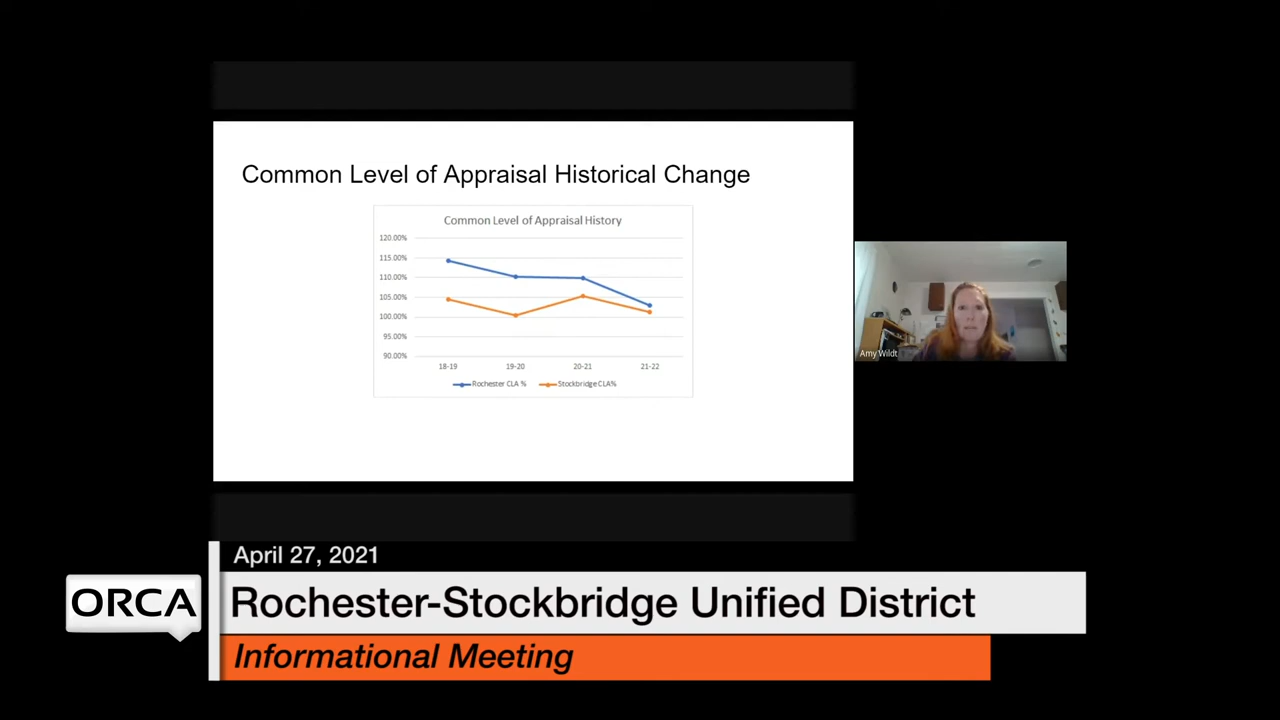 Common Level of Appraisal Historical Change
Common Level of Appraisal History
120.00%
115.00%
110.00%
105.00%
100.00%
95.00%
90.00%
18-19 19-20 20-21 21-22
Rochester CLA % Stockbridge CLA%
Amy Wildt
April 27, 2021
ORCA Rochester-Stockbridge Unified District
Informational Meeting